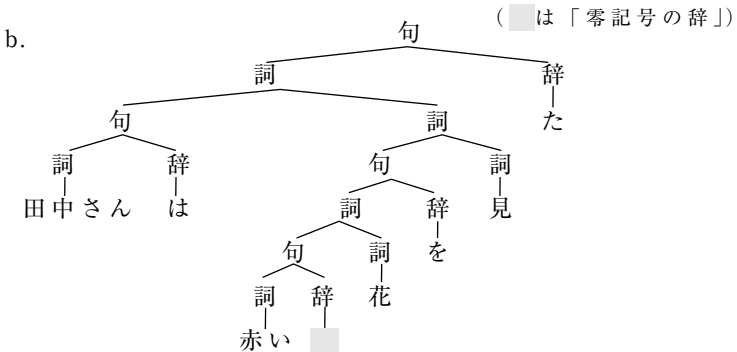 (　は「零記号の辞」)
b.
句
詞 辞
句 詞 た
詞 辞 句 詞
田中さん は 詞 辞 見
句 詞 を
詞 辞 花
赤い